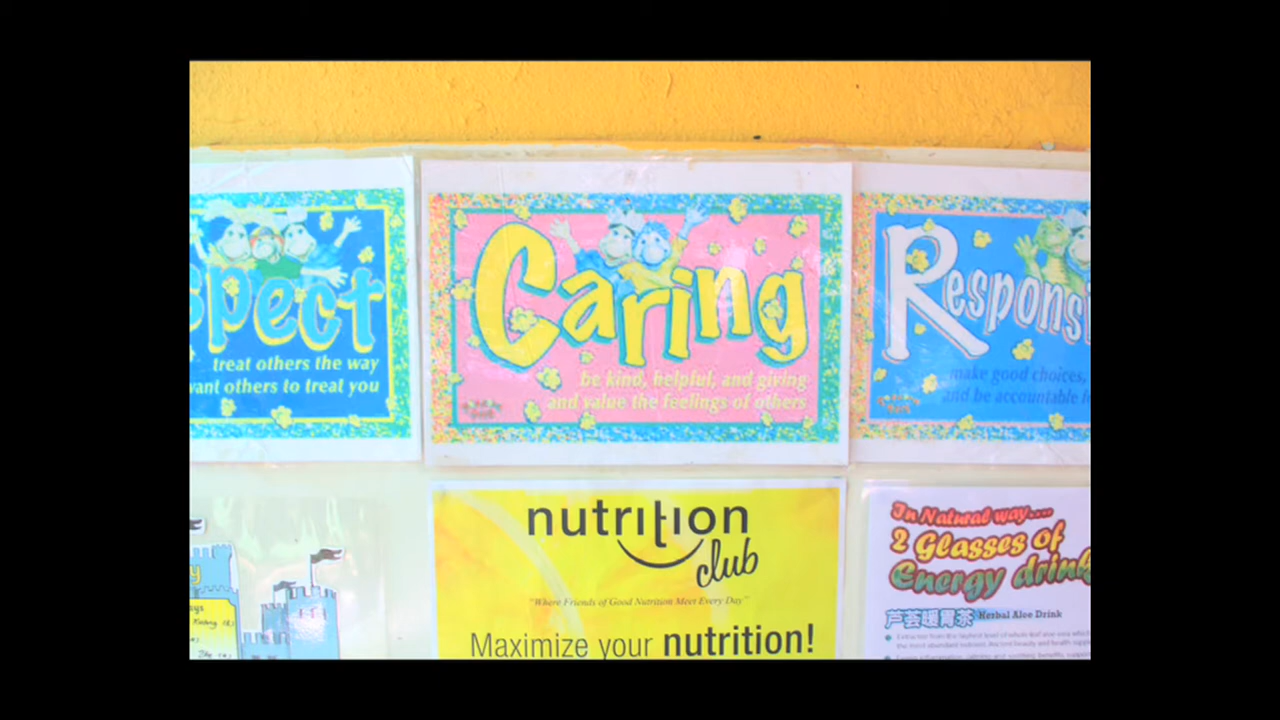 spect
treat others the way
want others to treat you
Caring
be kind, helpful, and giving
and value the feelings of others
Respons
make good choices,
and be accountable
nutrition
club
"Where Friends of Good Nutrition Meet Every Day"
Maximize your nutrition!
In Natural way....
2 Glasses of
Energy drink
芦荟暖胃茶 Herbal Aloe Drink